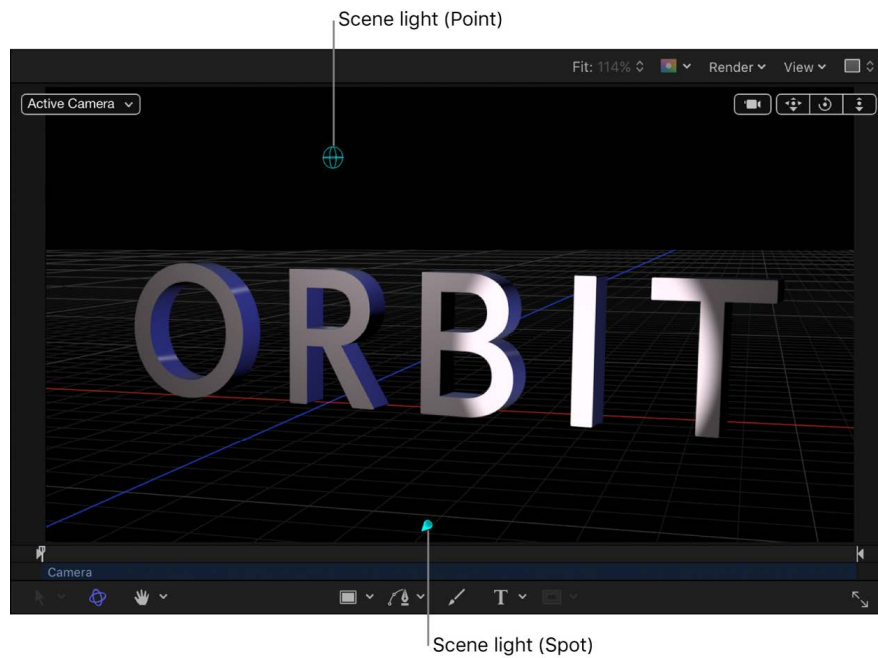 Scene light (Point)
Fit: 114% Render View
Active Camera
ORBIT
Camera
T
Scene light (Spot)